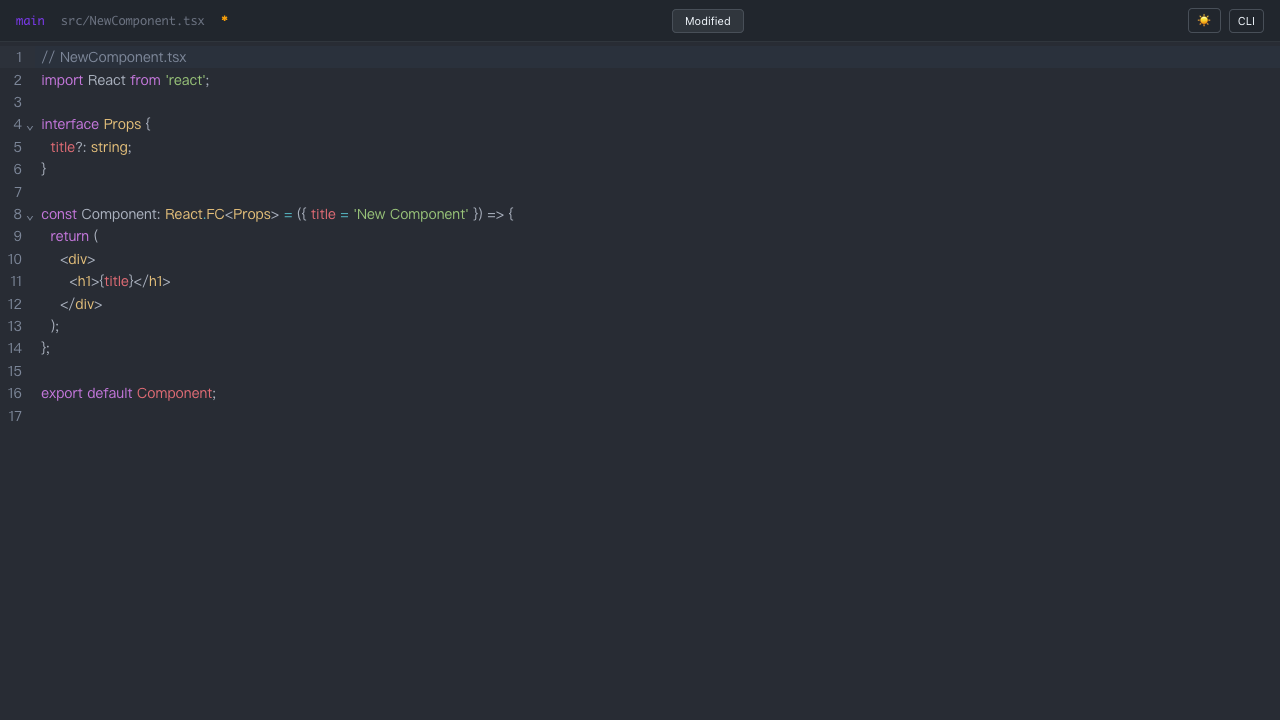 main src/NewComponent.tsx * Modified ☀️ CLI
1 // NewComponent.tsx
2 import React from 'react';
3
4 interface Props {
5   title?: string;
6 }
7
8 const Component: React.FC<Props> = ({ title = 'New Component' }) => {
9   return (
10     <div>
11       <h1>{title}</h1>
12     </div>
13   );
14 };
15
16 export default Component;
17